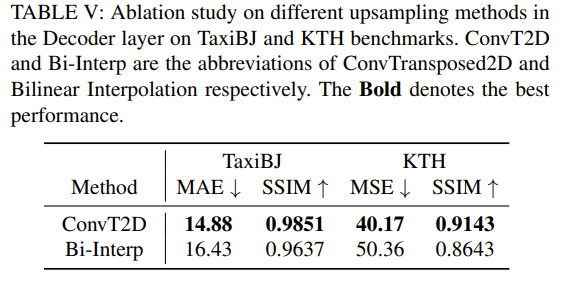 TABLE V: Ablation study on different upsampling methods in
the Decoder layer on TaxiBJ and KTH benchmarks. ConvT2D
and Bi-Interp are the abbreviations of ConvTransposed2D and
Bilinear Interpolation respectively. The Bold denotes the best
performance.
TaxiBJ KTH
Method MAE ↓ SSIM ↑ MSE ↓ SSIM ↑
ConvT2D 14.88 0.9851 40.17 0.9143
Bi-Interp 16.43 0.9637 50.36 0.8643